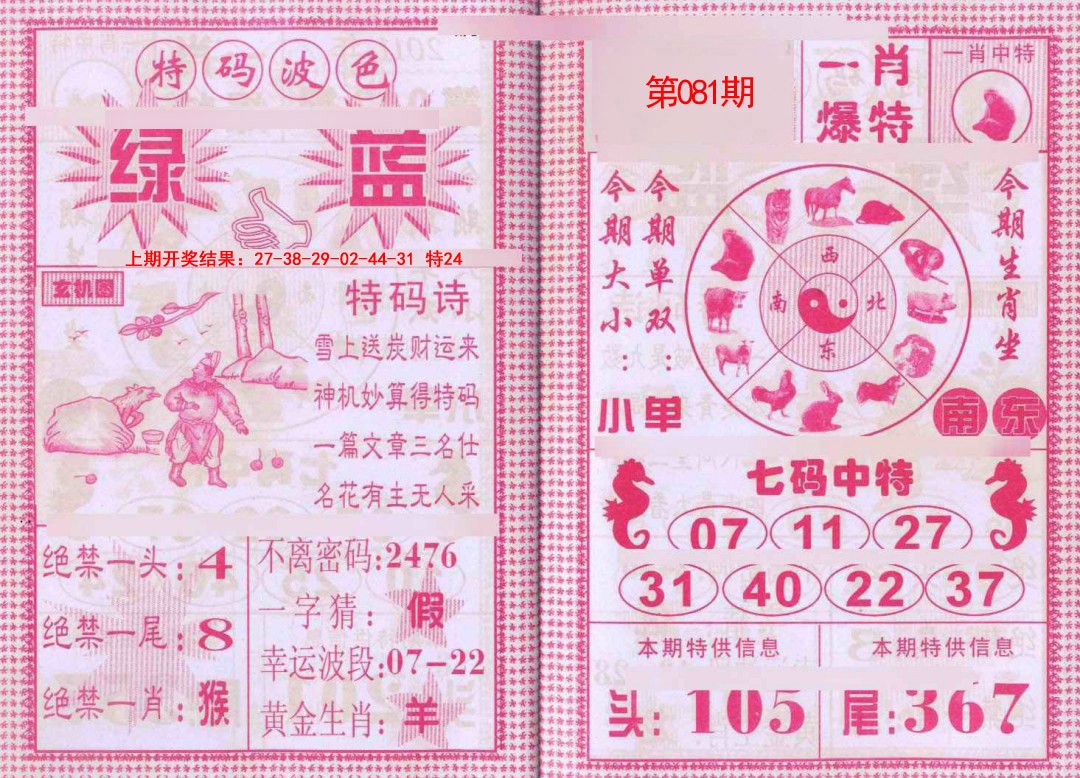 特码波色
绿 蓝
上期开奖结果：27-38-29-02-44-31 特24
玄机图
特码诗
雪上送炭财运来
神机妙算得特码
一篇文章三名仕
名花有主无人采
绝禁一头:4
绝禁一尾:8
绝禁一肖:猴
不离密码:2476
一字猜：假
幸运波段:07-22
黄金生肖:羊
第081期
一肖
爆特
一肖中特
今期大小：小
今期单双：单
西
南 北
东
今期生肖坐
南东
七码中特
07 11 27
31 40 22 37
本期特供信息
头:105
本期特供信息
尾:367